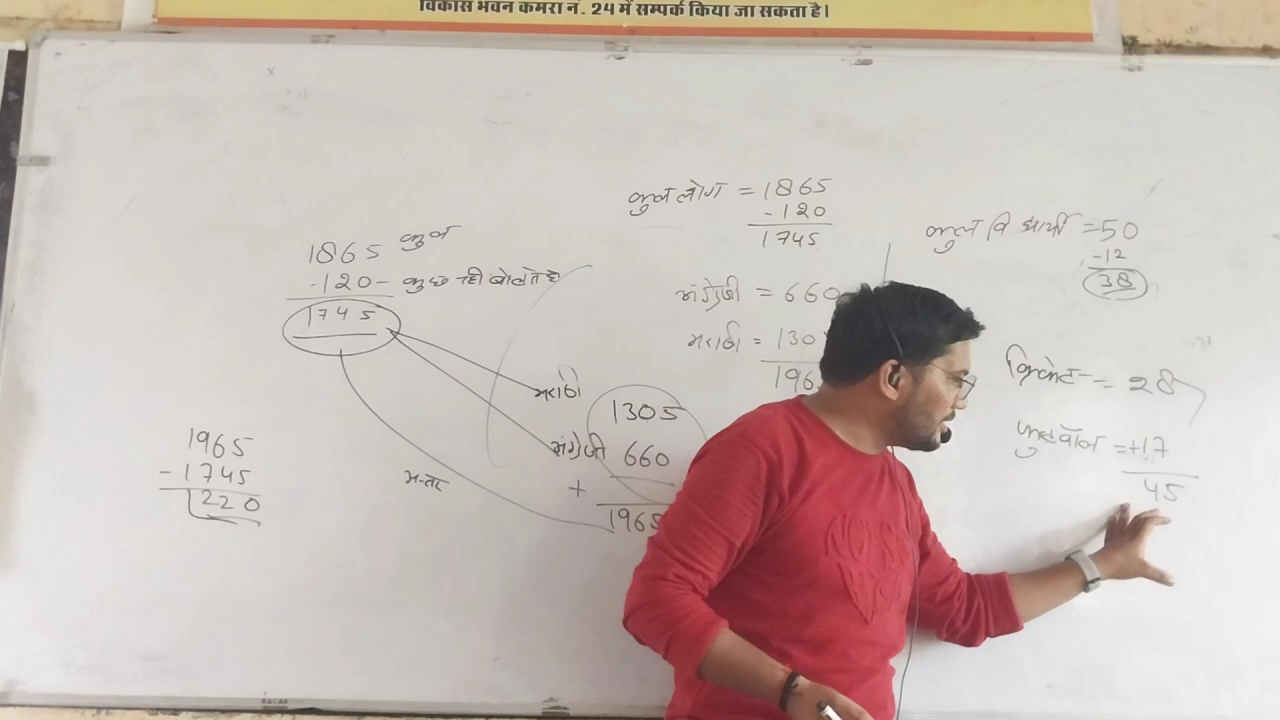 विकास भवन कमरा नं. 24 में सम्पर्क किया जा सकता है।
1865 कुल
-120- कुछ नही बोलते है
1745
मराठी 1305
अंग्रेजी 660
+
1965
अन्तर
1965
-1745
220
कुल लोग = 1865
-120
1745
अंग्रेजी = 660
मराठी = 130
196
कुल विद्यार्थी = 50
-12
38
क्रिकेट = 28
फुटबॉल = +17
45